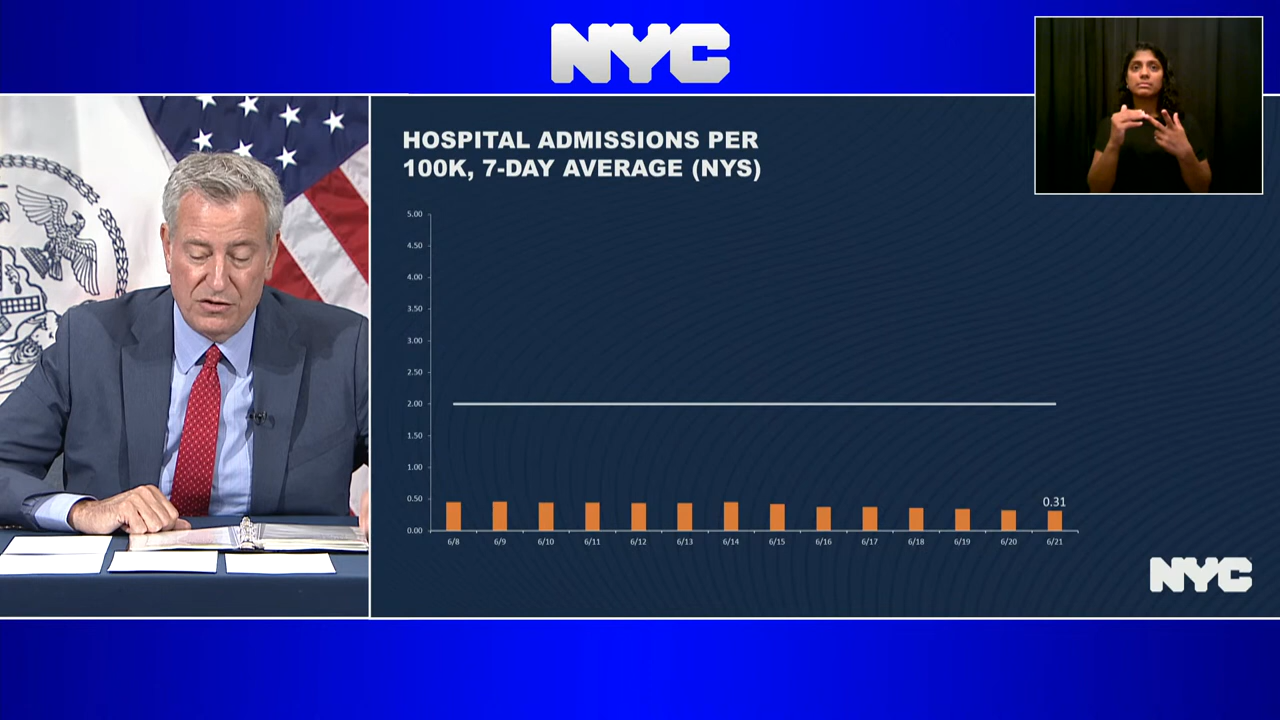 NYC
HOSPITAL ADMISSIONS PER
100K, 7-DAY AVERAGE (NYS)
5.00
4.50
4.00
3.50
3.00
2.50
2.00
1.50
1.00
0.50
0.00
0.31
6/8 6/9 6/10 6/11 6/12 6/13 6/14 6/15 6/16 6/17 6/18 6/19 6/20 6/21
NYC